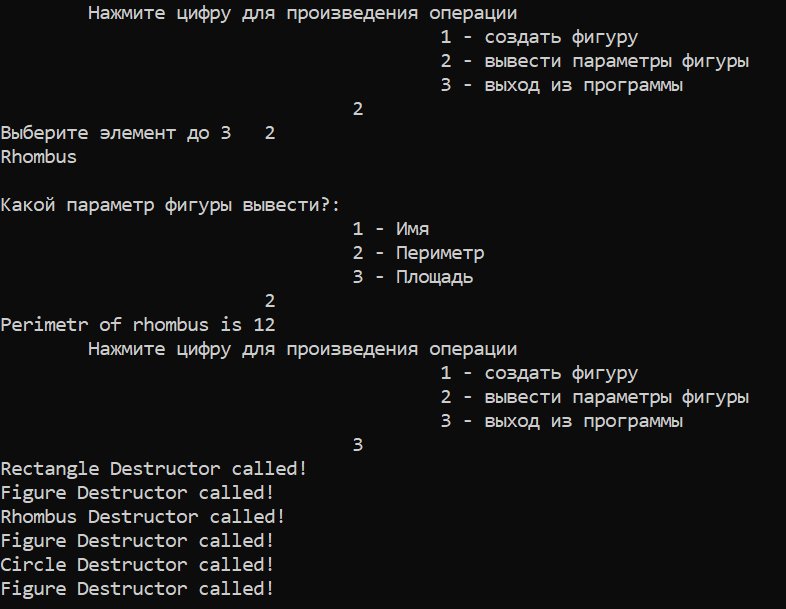 Нажмите цифру для произведения операции
1 - создать фигуру
2 - вывести параметры фигуры
3 - выход из программы
2
Выберите элемент до 3   2
Rhombus
Какой параметр фигуры вывести?:
1 - Имя
2 - Периметр
3 - Площадь
2
Perimetr of rhombus is 12
Нажмите цифру для произведения операции
1 - создать фигуру
2 - вывести параметры фигуры
3 - выход из программы
3
Rectangle Destructor called!
Figure Destructor called!
Rhombus Destructor called!
Figure Destructor called!
Circle Destructor called!
Figure Destructor called!